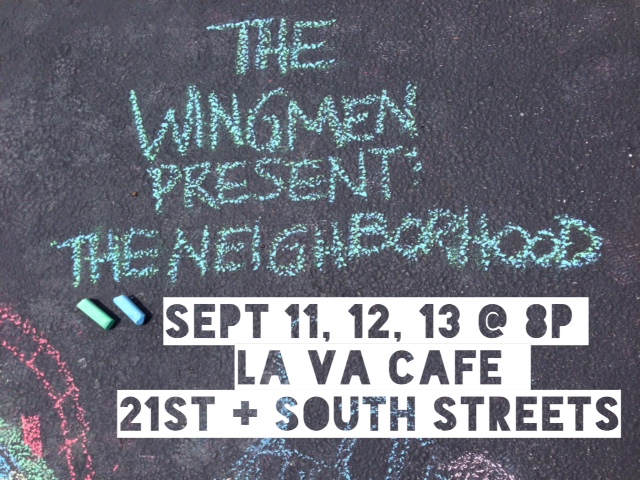 THE
WINGMEN
PRESENT:
THE NEIGHBORHOOD
SEPT 11, 12, 13 @ 8P
LA VA CAFE
21ST + SOUTH STREETS